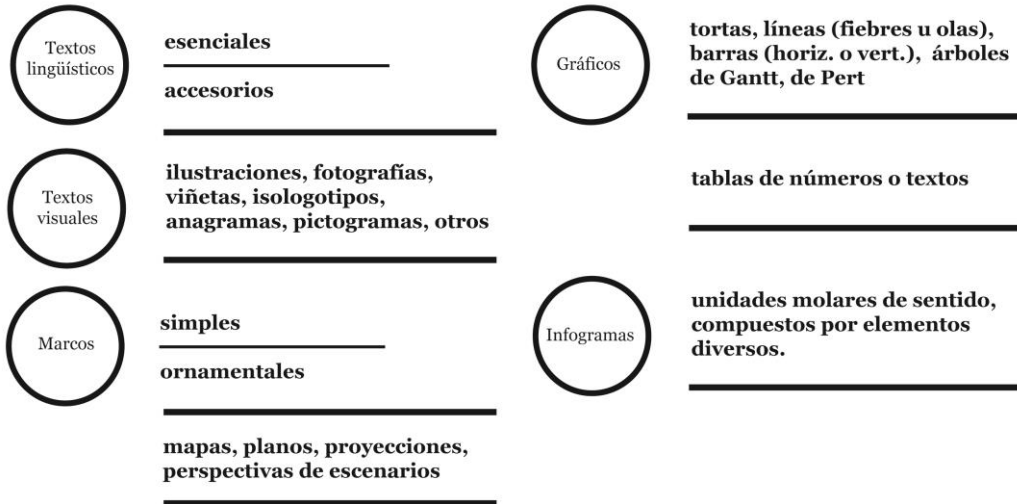 Textos
lingüísticos
esenciales
accesorios
Textos
visuales
ilustraciones, fotografías,
viñetas, isologotipos,
anagramas, pictogramas, otros
Marcos
simples
ornamentales
mapas, planos, proyecciones,
perspectivas de escenarios
Gráficos
tortas, líneas (fiebres u olas),
barras (horiz. o vert.), árboles
de Gantt, de Pert
tablas de números o textos
Infogramas
unidades molares de sentido,
compuestos por elementos
diversos.